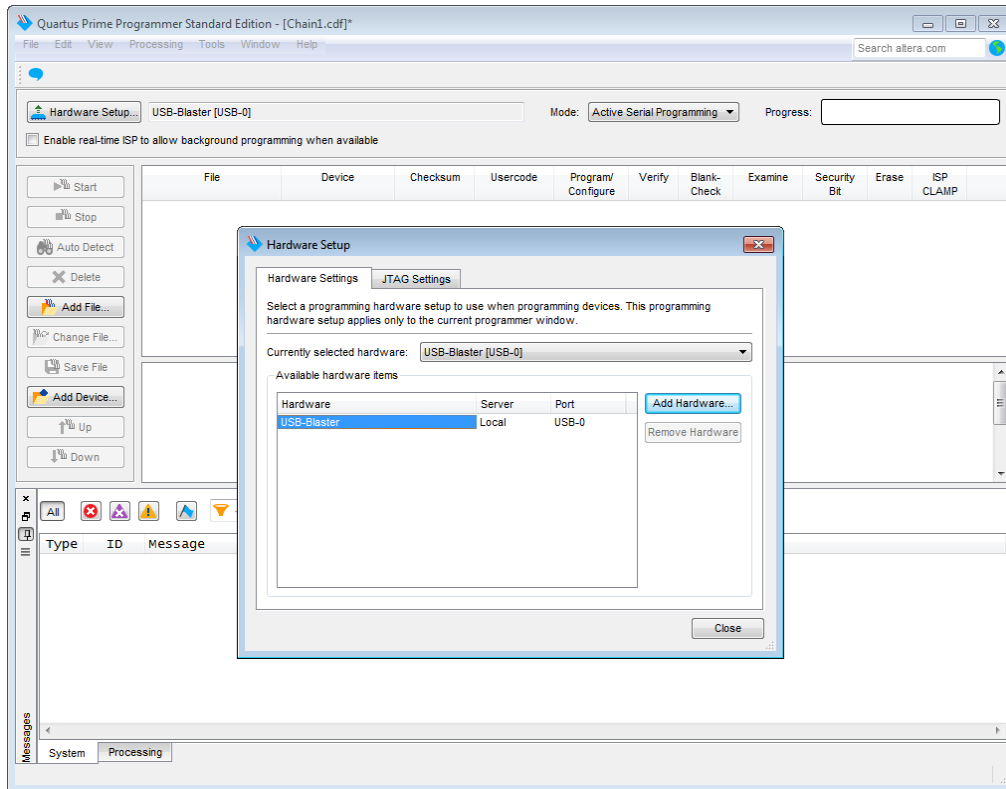 Quartus Prime Programmer Standard Edition - [Chain1.cdf]*
File Edit View Processing Tools Window Help
Search altera.com
Hardware Setup... USB-Blaster [USB-0] Mode: Active Serial Programming Progress:
Enable real-time ISP to allow background programming when available
Start
Stop
Auto Detect
Delete
Add File...
Change File...
Save File
Add Device...
Up
Down
File Device Checksum Usercode Program/ Configure Verify Blank- Check Examine Security Bit Erase ISP CLAMP
Hardware Setup
Hardware Settings JTAG Settings
Select a programming hardware setup to use when programming devices. This programming
hardware setup applies only to the current programmer window.
Currently selected hardware: USB-Blaster [USB-0]
Available hardware items
Hardware Server Port
USB-Blaster Local USB-0
Add Hardware...
Remove Hardware
Close
All
Type ID Message
Messages
System Processing